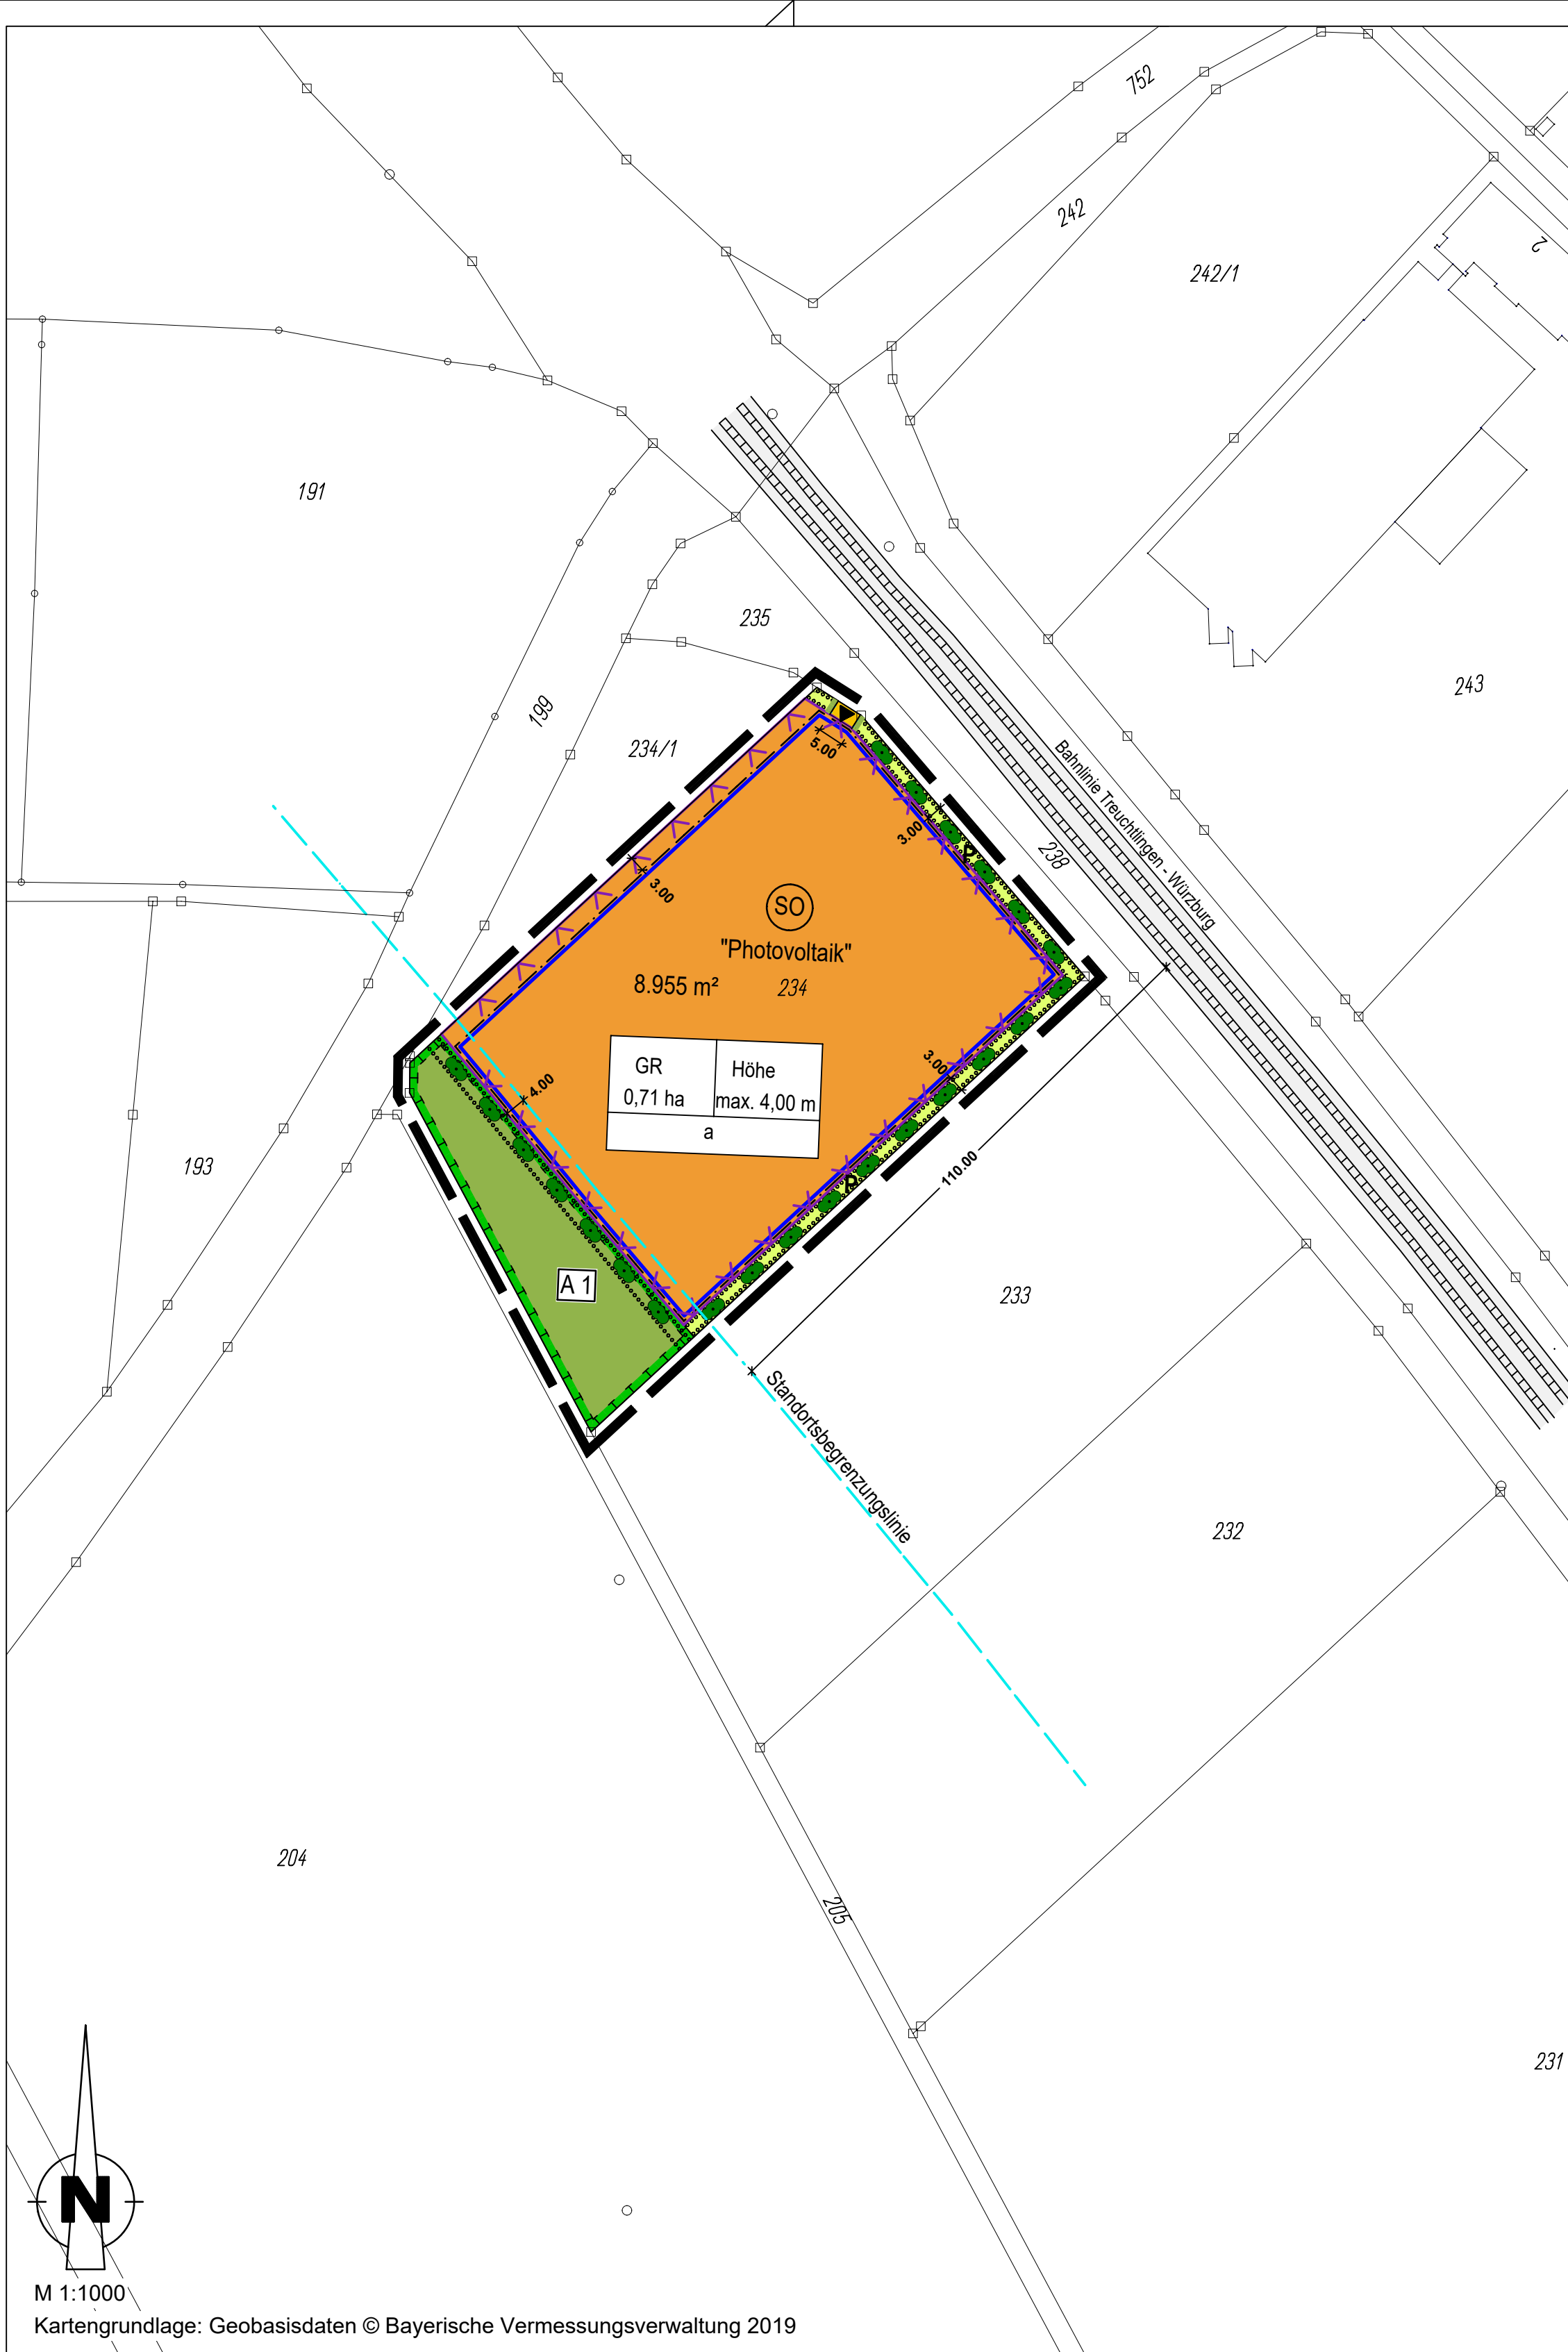 752
242
242/1
2
191
235
199
234/1
243
5.00
3.00
P
238
Bahnlinie Treuchtlingen - Würzburg
3.00
SO
"Photovoltaik"
8.955 m²
234
GR
0,71 ha
Höhe
max. 4,00 m
a
3.00
4.00
P
110.00
193
A 1
233
Standortsbegrenzungslinie
232
204
205
231
N
M 1:1000
Kartengrundlage: Geobasisdaten © Bayerische Vermessungsverwaltung 2019